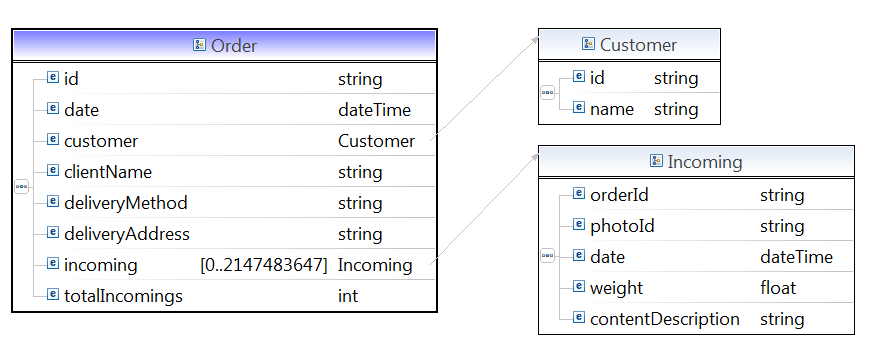 Order
id string
date dateTime
customer Customer
clientName string
deliveryMethod string
deliveryAddress string
incoming [0..2147483647] Incoming
totalIncomings int
Customer
id string
name string
Incoming
orderId string
photoId string
date dateTime
weight float
contentDescription string